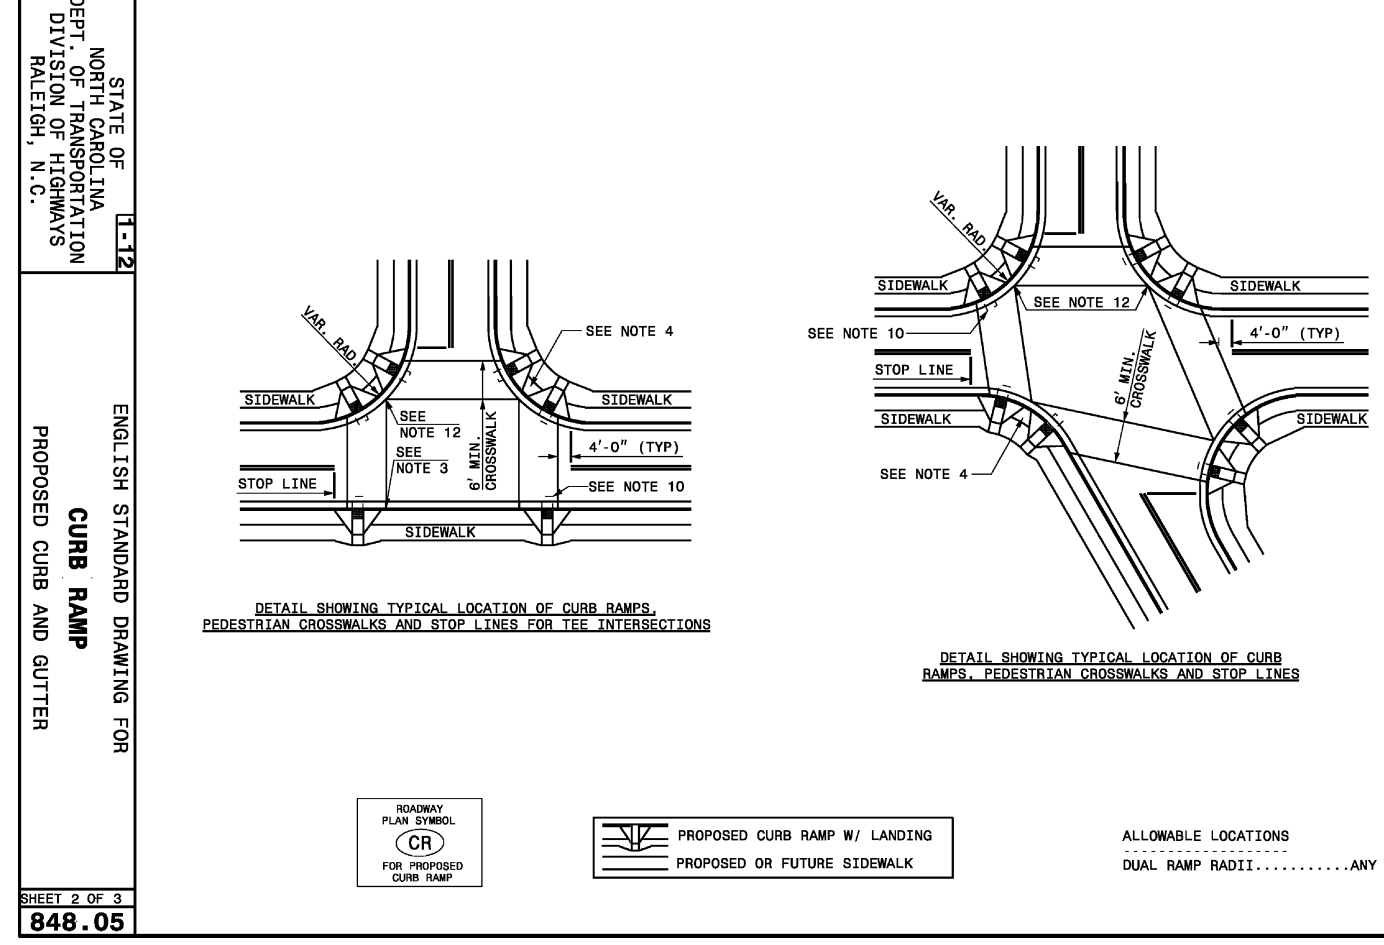 STATE OF
NORTH CAROLINA
DEPT. OF TRANSPORTATION
DIVISION OF HIGHWAYS
RALEIGH, N.C.
1-12
ENGLISH STANDARD DRAWING FOR
CURB RAMP
PROPOSED CURB AND GUTTER
SHEET 2 OF 3
848.05
VAR. RAD.
SEE NOTE 4
SIDEWALK
SIDEWALK
SEE
NOTE 12
SEE
NOTE 3
6' MIN.
CROSSWALK
4'-0" (TYP)
STOP LINE
SEE NOTE 10
SIDEWALK
DETAIL SHOWING TYPICAL LOCATION OF CURB RAMPS,
PEDESTRIAN CROSSWALKS AND STOP LINES FOR TEE INTERSECTIONS
VAR. RAD.
SIDEWALK
SIDEWALK
SEE NOTE 12
SEE NOTE 10
4'-0" (TYP)
6' MIN.
CROSSWALK
STOP LINE
SIDEWALK
SIDEWALK
SEE NOTE 4
DETAIL SHOWING TYPICAL LOCATION OF CURB
RAMPS, PEDESTRIAN CROSSWALKS AND STOP LINES
ROADWAY
PLAN SYMBOL
CR
FOR PROPOSED
CURB RAMP
PROPOSED CURB RAMP W/ LANDING
PROPOSED OR FUTURE SIDEWALK
ALLOWABLE LOCATIONS
-------------------
DUAL RAMP RADII...........ANY